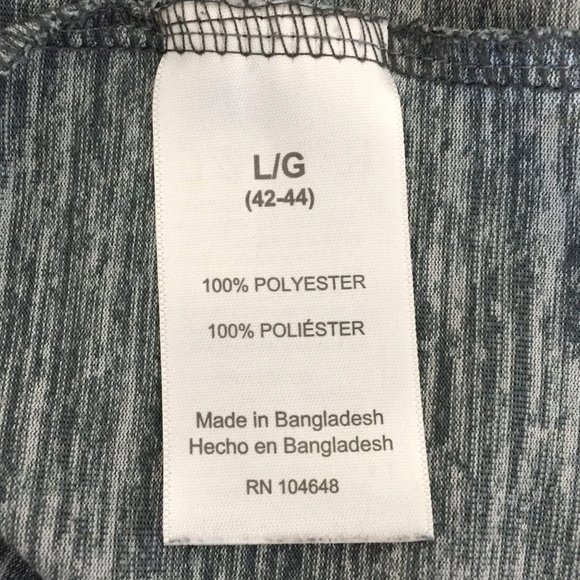 L/G
(42-44)
100% POLYESTER
100% POLIÉSTER
Made in Bangladesh
Hecho en Bangladesh
RN 104648